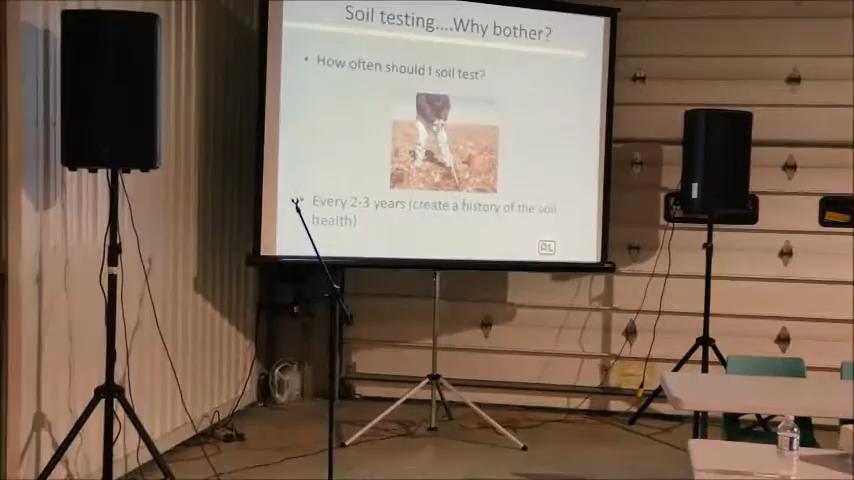 Soil testing....Why bother?
• How often should I soil test?
• Every 2-3 years (create a history of the soil
health)